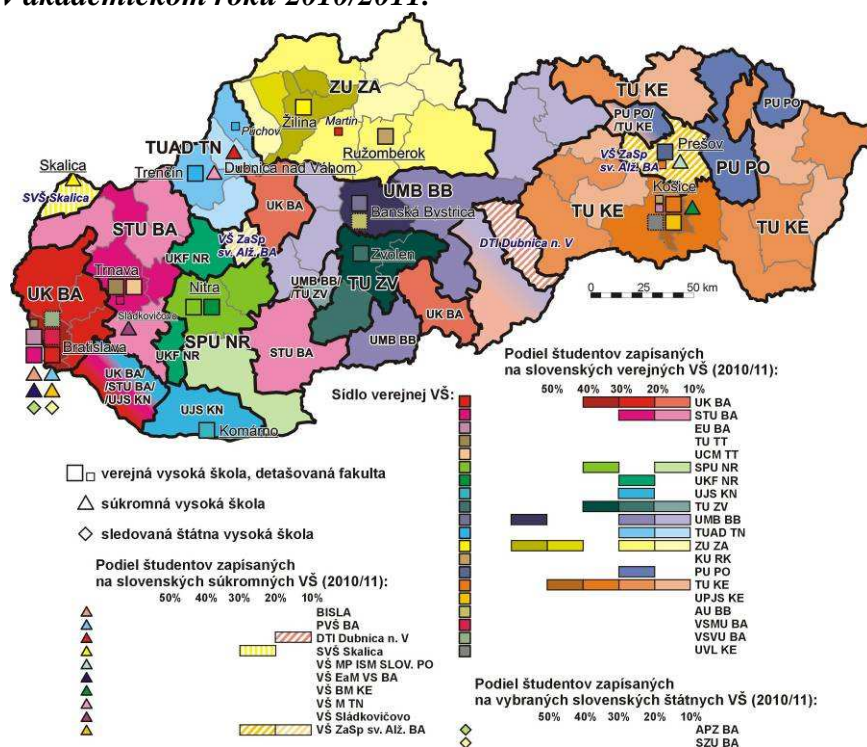 v akademickom roku 2010/2011.
ZU ZA
Žilina
Martin
Ružomberok
Púchov
TUAD TN
Trenčín
Dubnica nad Váhom
Skalica
SVŠ Skalica
STU BA
UK BA
UKF NR
VŠ ZaSp
sv. Alž. BA
UMB BB
Banská Bystrica
Zvolen
TU ZV
UMB BB/
/TU ZV
UK BA
UMB BB
DTI Dubnica n. V
TU KE
PU PO/
/TU KE
PU PO
Prešov
VŠ ZaSp
sv. Alž. BA
PU PO
Košice
TU KE
TU KE
0 25 50 km
UK BA
Trnava
Sládkovičovo
Bratislava
Nitra
SPU NR
UKF NR
STU BA
UK BA/
/STU BA/
/UJS KN
UJS KN
Komárno
verejná vysoká škola, detašovaná fakulta
súkromná vysoká škola
sledovaná štátna vysoká škola
Podiel študentov zapísaných
na slovenských súkromných VŠ (2010/11):
50% 40% 30% 20% 10%
BISLA
PVŠ BA
DTI Dubnica n. V
SVŠ Skalica
VŠ MP ISM SLOV. PO
VŠ EaM VS BA
VŠ BM KE
VŠ M TN
VŠ Sládkovičovo
VŠ ZaSp sv. Alž. BA
Podiel študentov zapísaných
na slovenských verejných VŠ (2010/11):
50% 40% 30% 20% 10%
Sídlo verejnej VŠ:
UK BA
STU BA
EU BA
TU TT
UCM TT
SPU NR
UKF NR
UJS KN
TU ZV
UMB BB
TUAD TN
ZU ZA
KU RK
PU PO
TU KE
UPJS KE
AU BB
VSMU BA
VSVU BA
UVL KE
Podiel študentov zapísaných
na vybraných slovenských štátnych VŠ (2010/11):
50% 40% 30% 20% 10%
APZ BA
SZU BA